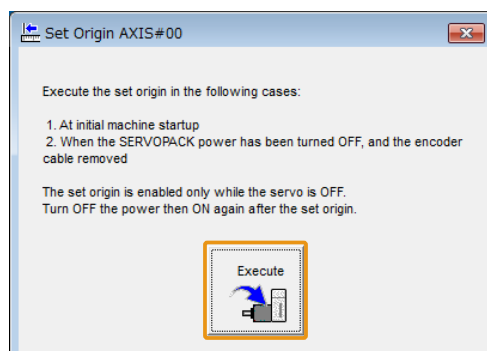 Set Origin AXIS#00
Execute the set origin in the following cases:
1. At initial machine startup
2. When the SERVOPACK power has been turned OFF, and the encoder
cable removed
The set origin is enabled only while the servo is OFF.
Turn OFF the power then ON again after the set origin.
Execute